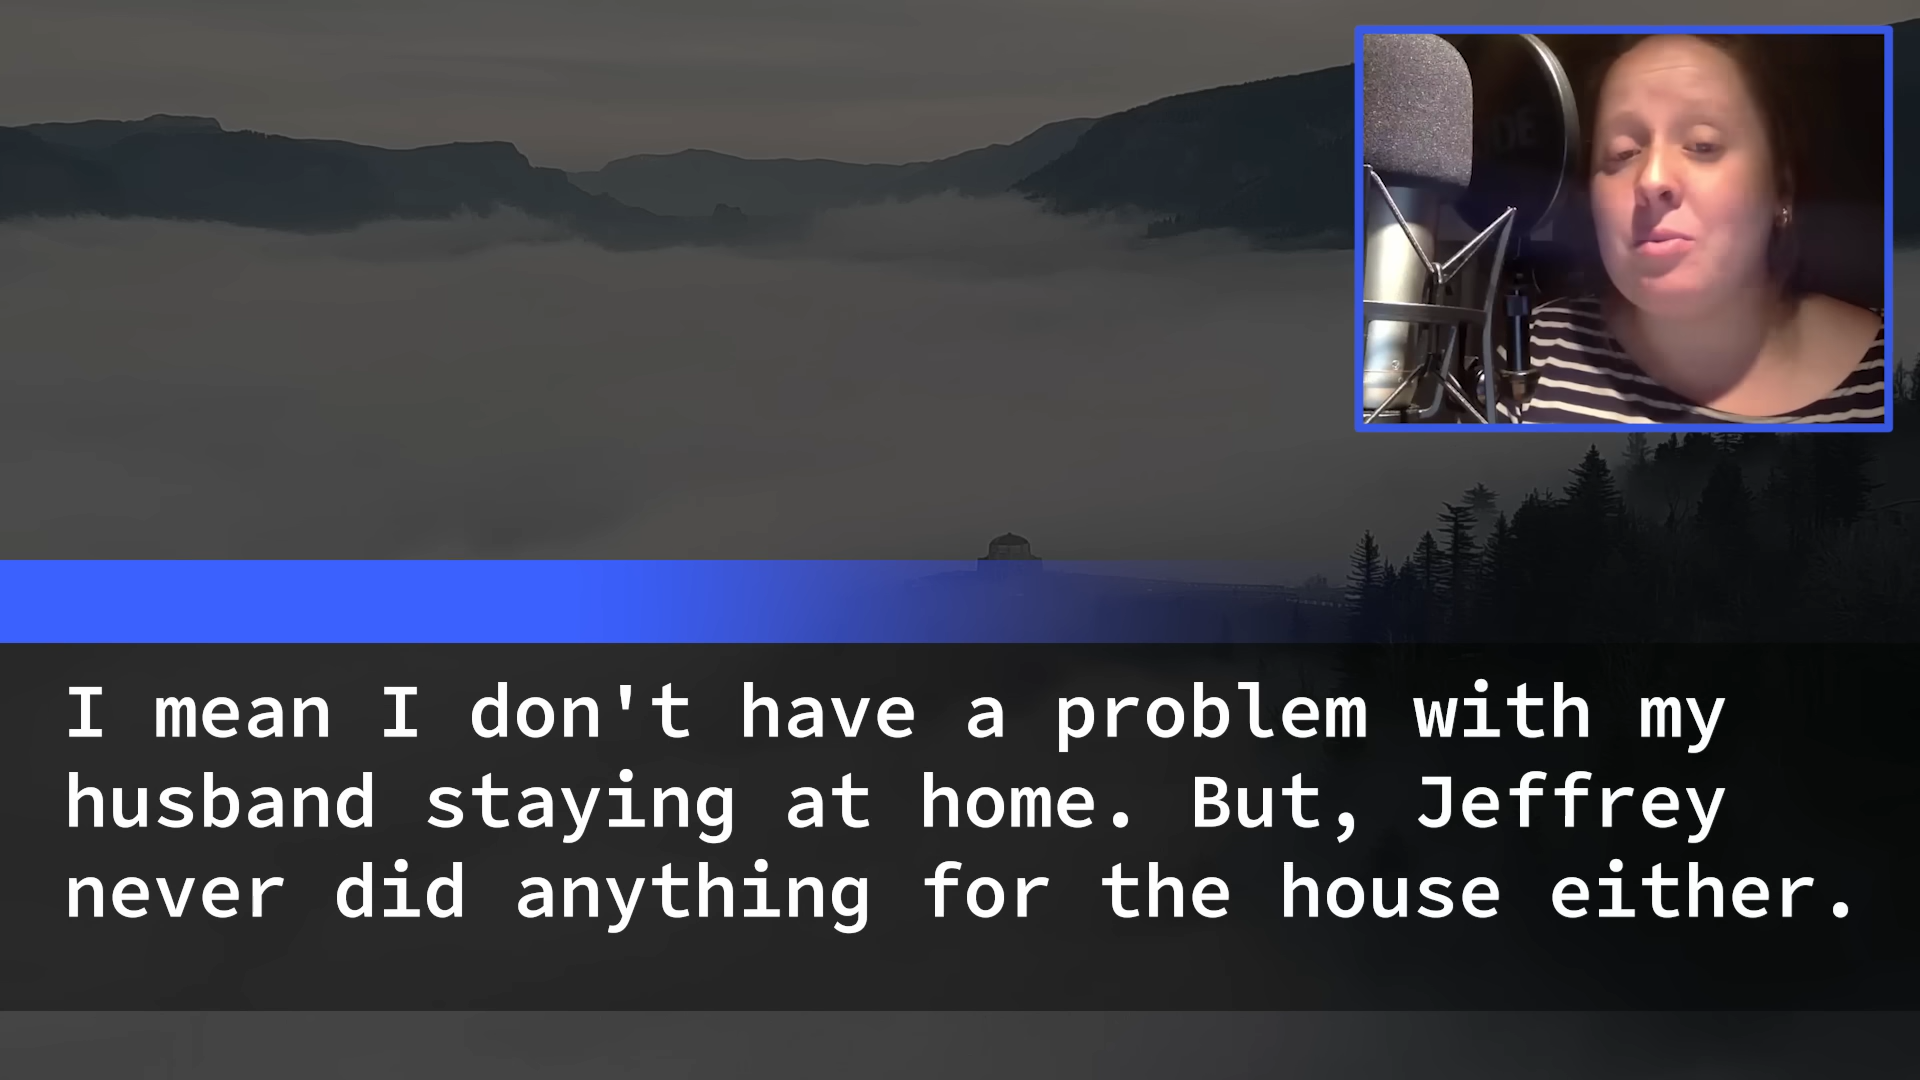 I mean I don't have a problem with my
husband staying at home. But, Jeffrey
never did anything for the house either.